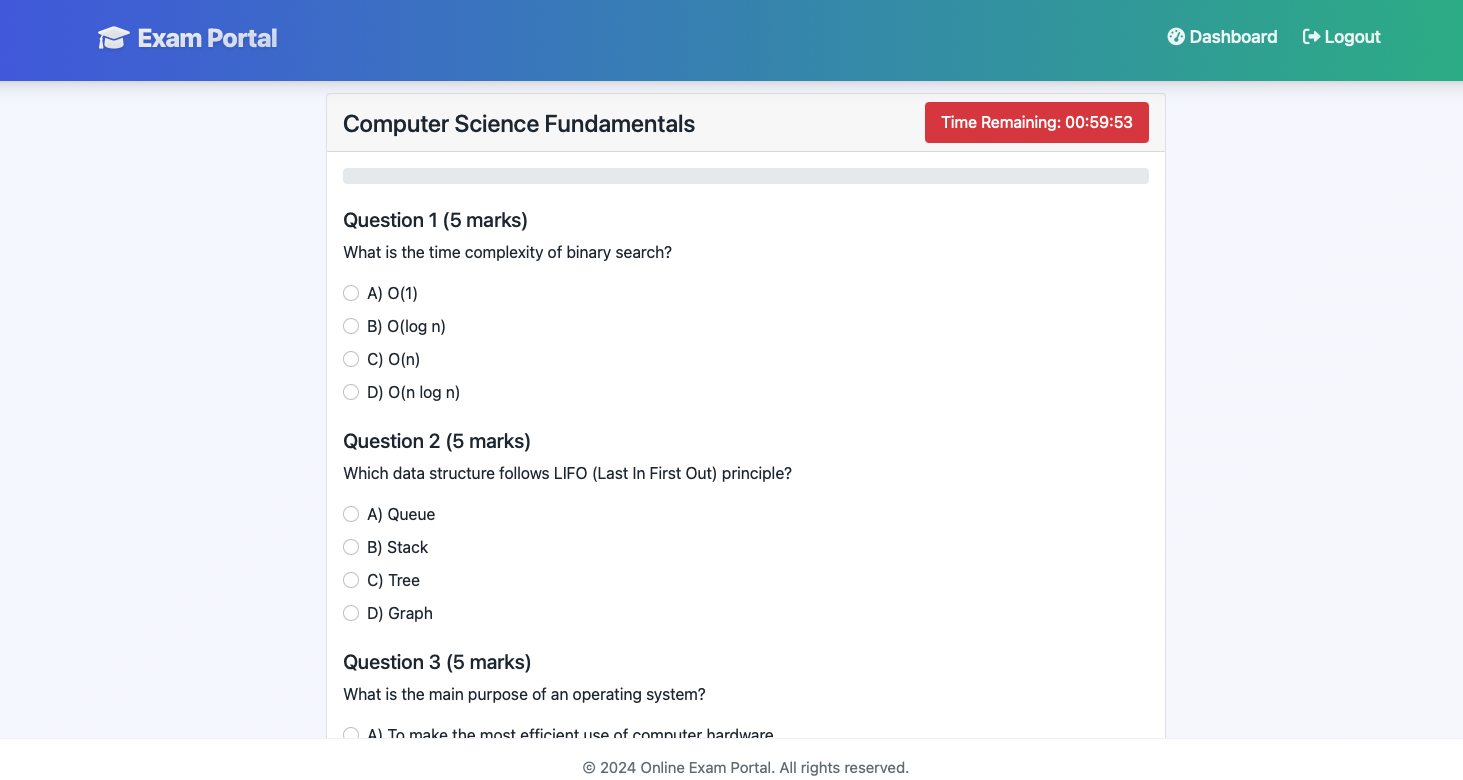 Exam Portal
Dashboard
Logout
Computer Science Fundamentals
Time Remaining: 00:59:53
Question 1 (5 marks)
What is the time complexity of binary search?
A) O(1)
B) O(log n)
C) O(n)
D) O(n log n)
Question 2 (5 marks)
Which data structure follows LIFO (Last In First Out) principle?
A) Queue
B) Stack
C) Tree
D) Graph
Question 3 (5 marks)
What is the main purpose of an operating system?
A) To make the most efficient use of computer hardware
© 2024 Online Exam Portal. All rights reserved.